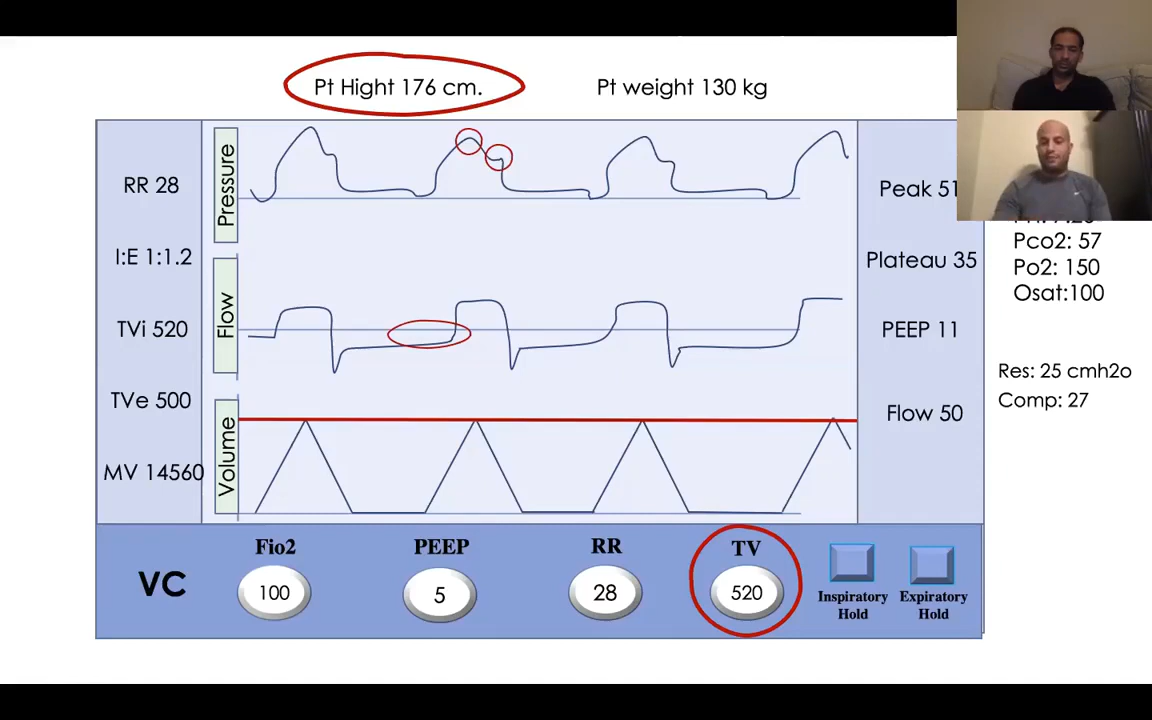 Pt Hight 176 cm.
Pt weight 130 kg
RR 28
I:E 1:1.2
TVi 520
TVe 500
MV 14560
Pressure
Flow
Volume
Peak 51
Plateau 35
PEEP 11
Flow 50
Pco2: 57
Po2: 150
Osat:100
Res: 25 cmh2o
Comp: 27
VC
Fio2
100
PEEP
5
RR
28
TV
520
Inspiratory
Hold
Expiratory
Hold